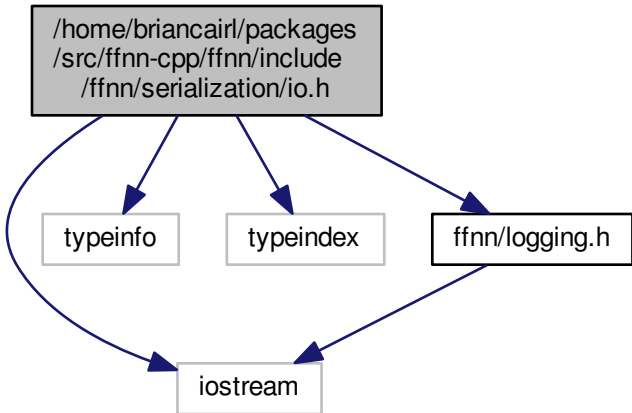 /home/briancairl/packages
/src/ffnn-cpp/ffnn/include
/ffnn/serialization/io.h
typeinfo
typeindex
ffnn/logging.h
iostream